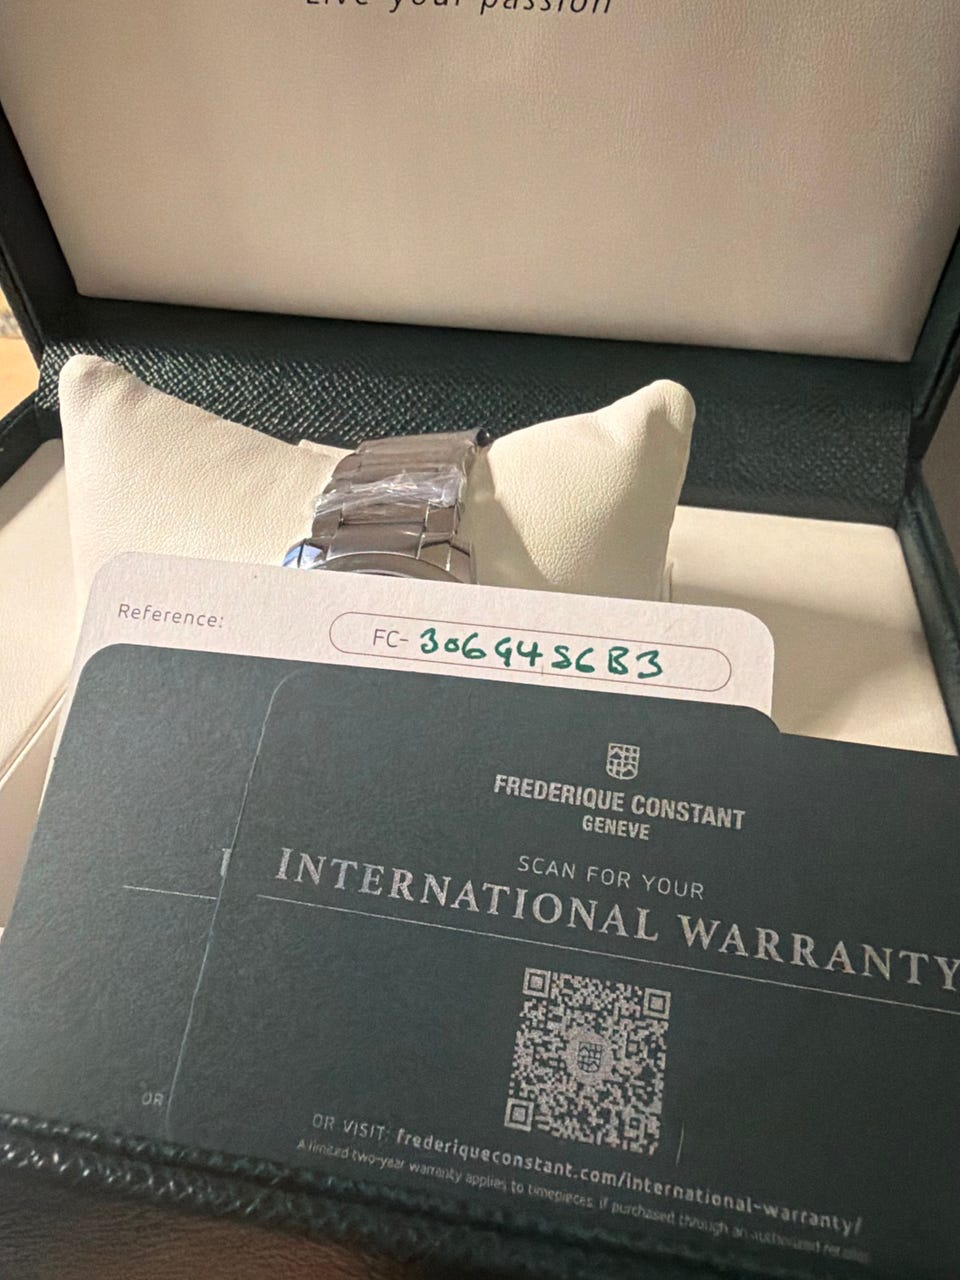 Live your passion
Reference:
FC- 306G4S6B3
FREDERIQUE CONSTANT
GENEVE
SCAN FOR YOUR
INTERNATIONAL WARRANTY
OR
OR VISIT: frederiqueconstant.com/international-warranty/
A limited two-year warranty applies to timepieces, if purchased through an authorized retailer